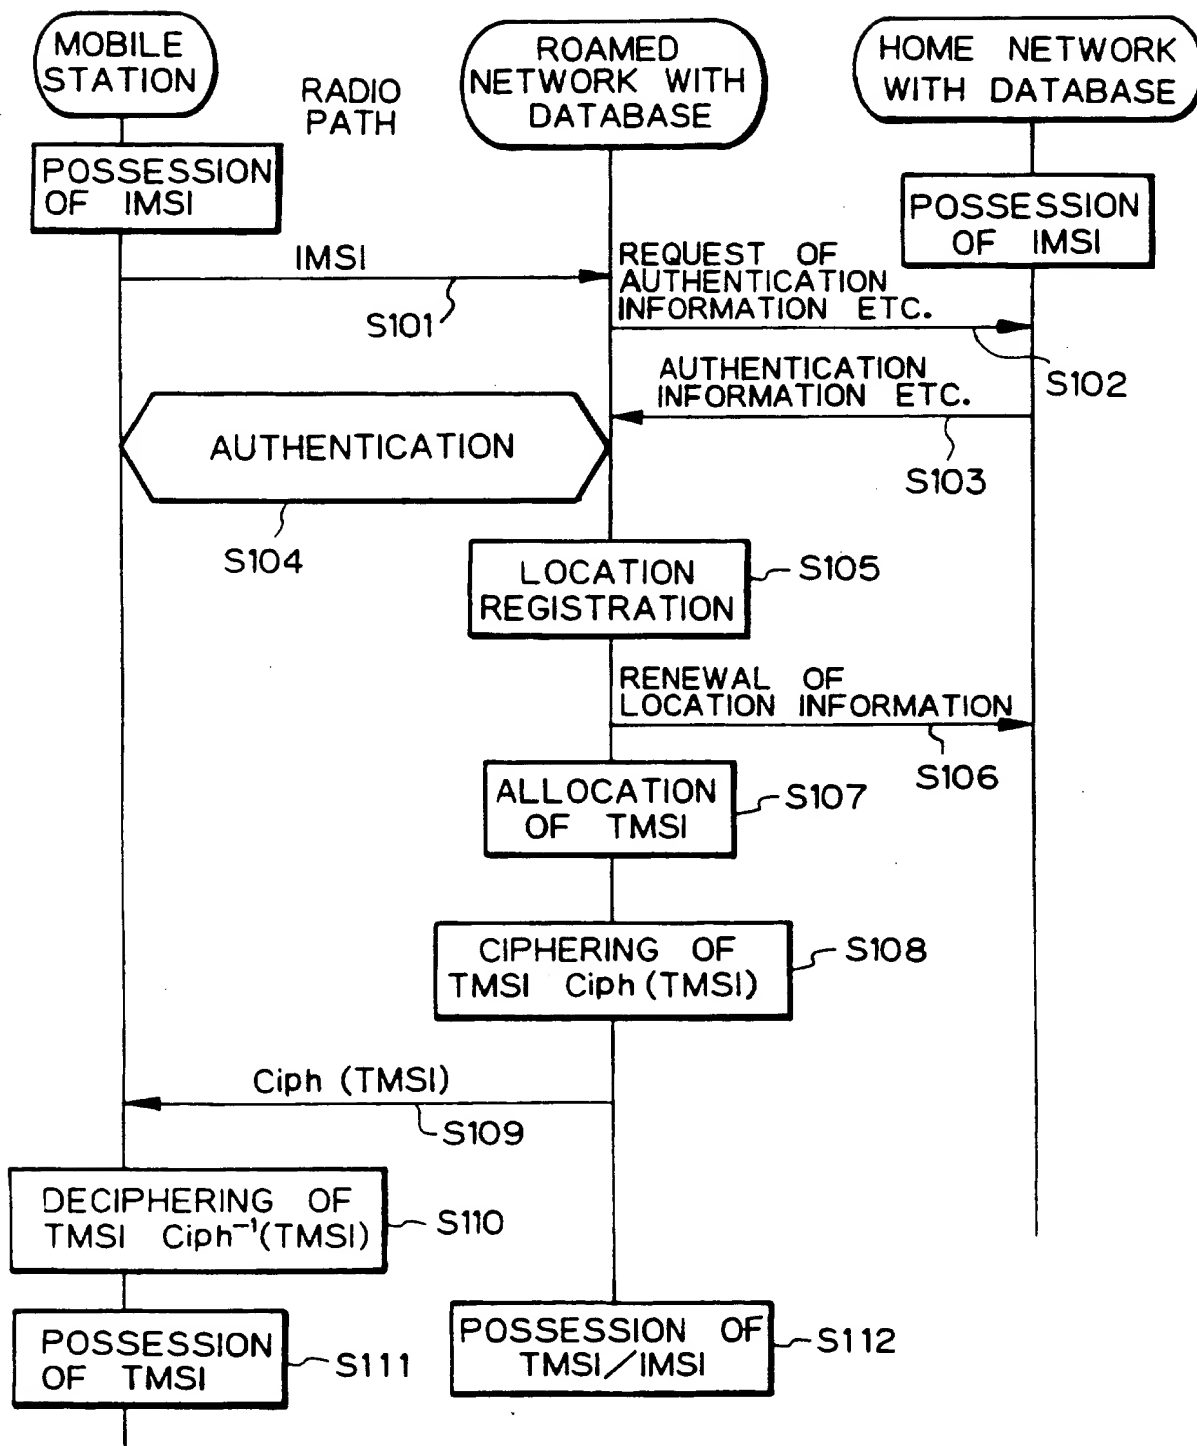 MOBILE
STATION
RADIO
PATH
ROAMED
NETWORK WITH
DATABASE
HOME NETWORK
WITH DATABASE
POSSESSION
OF IMSI
POSSESSION
OF IMSI
IMSI
S101
REQUEST OF
AUTHENTICATION
INFORMATION ETC.
S102
AUTHENTICATION
INFORMATION ETC.
S103
AUTHENTICATION
S104
LOCATION
REGISTRATION
S105
RENEWAL OF
LOCATION INFORMATION
S106
ALLOCATION
OF TMSI
S107
CIPHERING OF
TMSI Ciph (TMSI)
S108
Ciph (TMSI)
S109
DECIPHERING OF
TMSI Ciph⁻¹(TMSI)
S110
POSSESSION
OF TMSI
S111
POSSESSION OF
TMSI/IMSI
S112